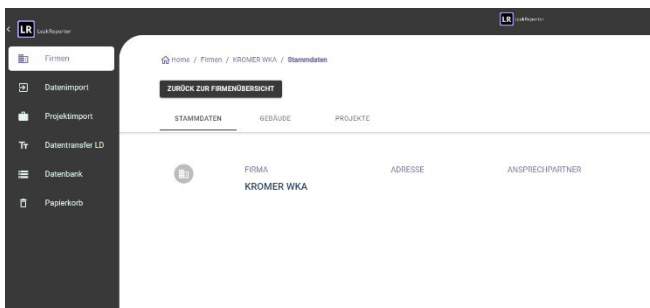 LR LeakReporter
LR LeakReporter
Firmen
Datenimport
Projektimport
Tr Datentransfer LD
Datenbank
Papierkorb
Home / Firmen / KROMER WKA / Stammdaten
ZURÜCK ZUR FIRMENÜBERSICHT
STAMMDATEN GEBÄUDE PROJEKTE
FIRMA ADRESSE ANSPRECHPARTNER
KROMER WKA